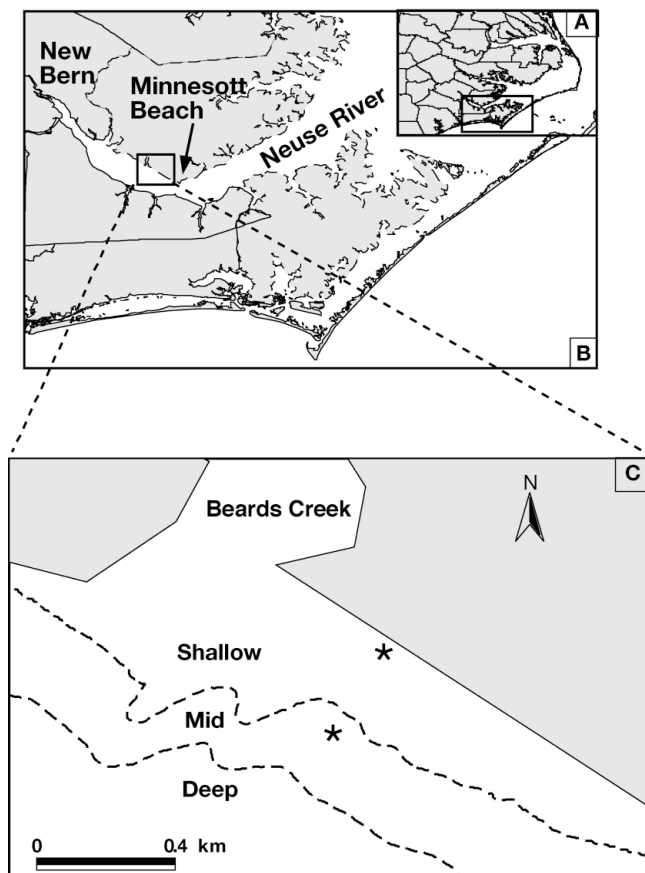 A
New
Bern
Minnesott
Beach
Neuse River
B
C
N
Beards Creek
Shallow
*
Mid
*
Deep
0 0.4 km